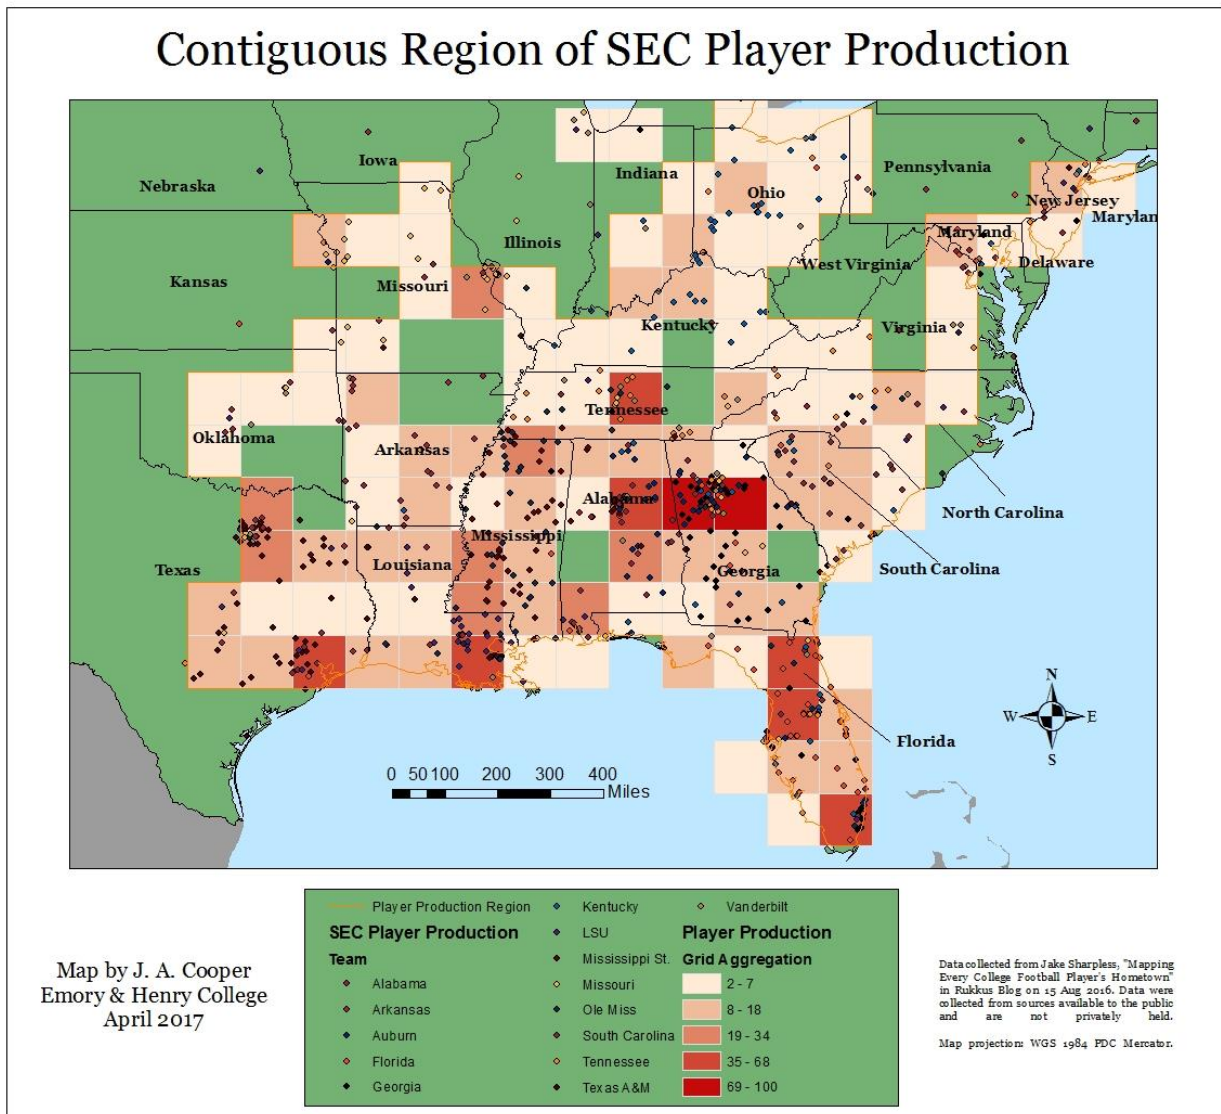 Contiguous Region of SEC Player Production
Iowa
Nebraska
Indiana
Ohio
Pennsylvania
New Jersey
Marylan
Illinois
Maryland
Kansas
Missouri
West Virginia
Delaware
Kentucky
Virginia
Tennessee
Oklahoma
Arkansas
Alabama
North Carolina
Mississippi
Texas
Louisiana
Georgia
South Carolina
Florida
N
W E
S
0 50 100 200 300 400
Miles
Player Production Region
SEC Player Production
Team
Alabama
Arkansas
Auburn
Florida
Georgia
Kentucky
LSU
Mississippi St.
Missouri
Ole Miss
South Carolina
Tennessee
Texas A&M
Vanderbilt
Player Production
Grid Aggregation
2 - 7
8 - 18
19 - 34
35 - 68
69 - 100
Map by J. A. Cooper
Emory & Henry College
April 2017
Data collected from Jake Sharpless, "Mapping
Every College Football Player's Hometown"
in Rukkus Blog on 15 Aug 2016. Data were
collected from sources available to the public
and are not privately held.
Map projection: WGS 1984 PDC Mercator.